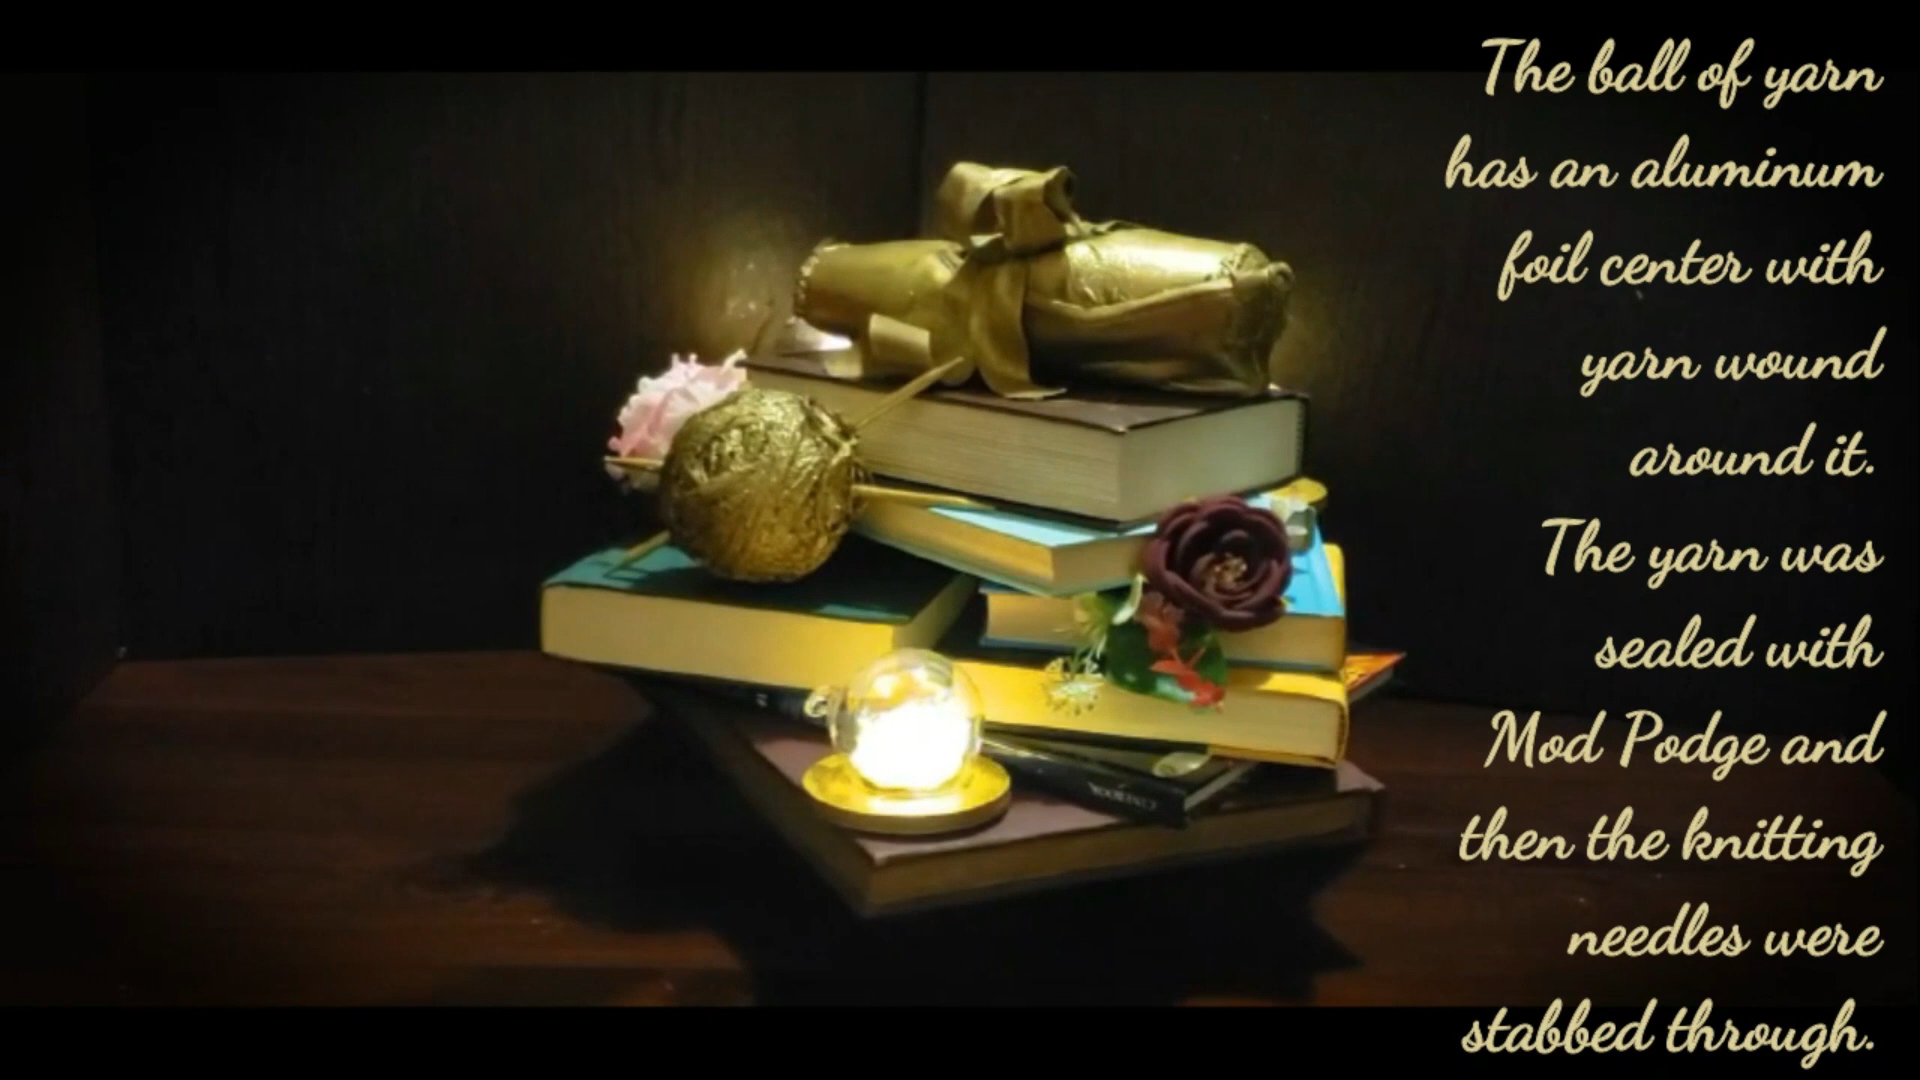 The ball of yarn
has an aluminum
foil center with
yarn wound
around it.
The yarn was
sealed with
Mod Podge and
then the knitting
needles were
stabbed through.